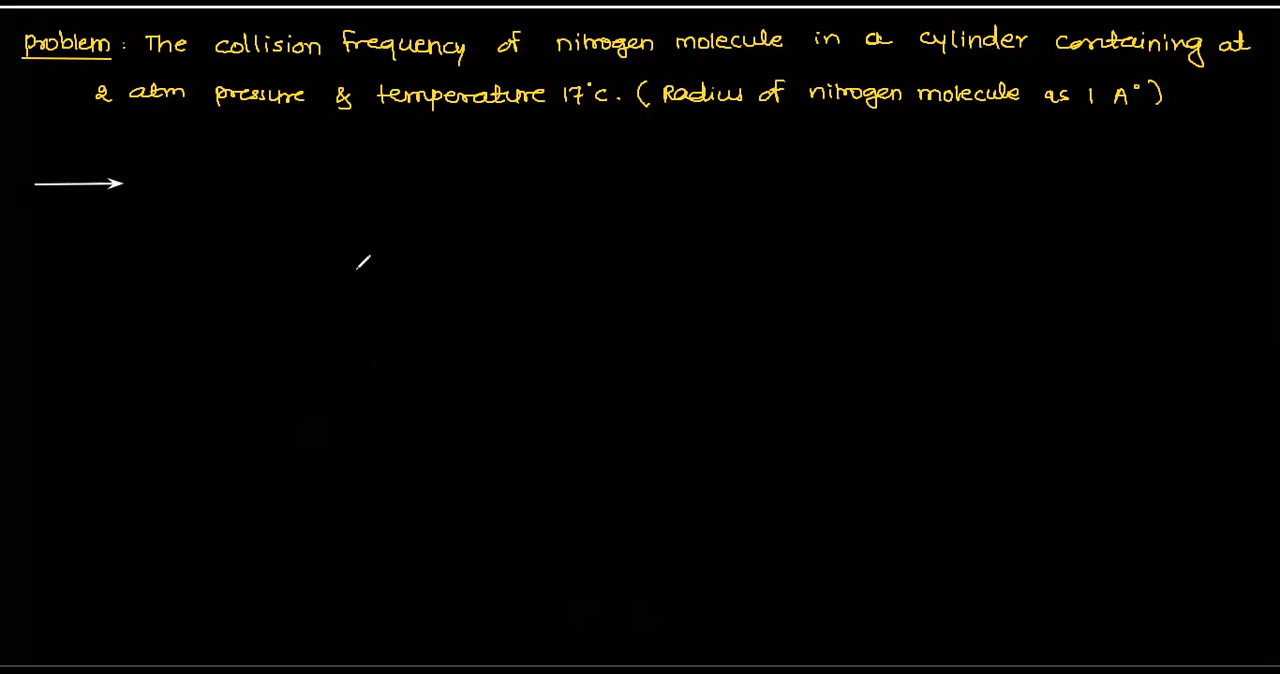 Problem : The collision frequency of nitrogen molecule in a cylinder containing at
2 atm pressure & temperature 17°c. ( Radius of nitrogen molecule as 1 A° )